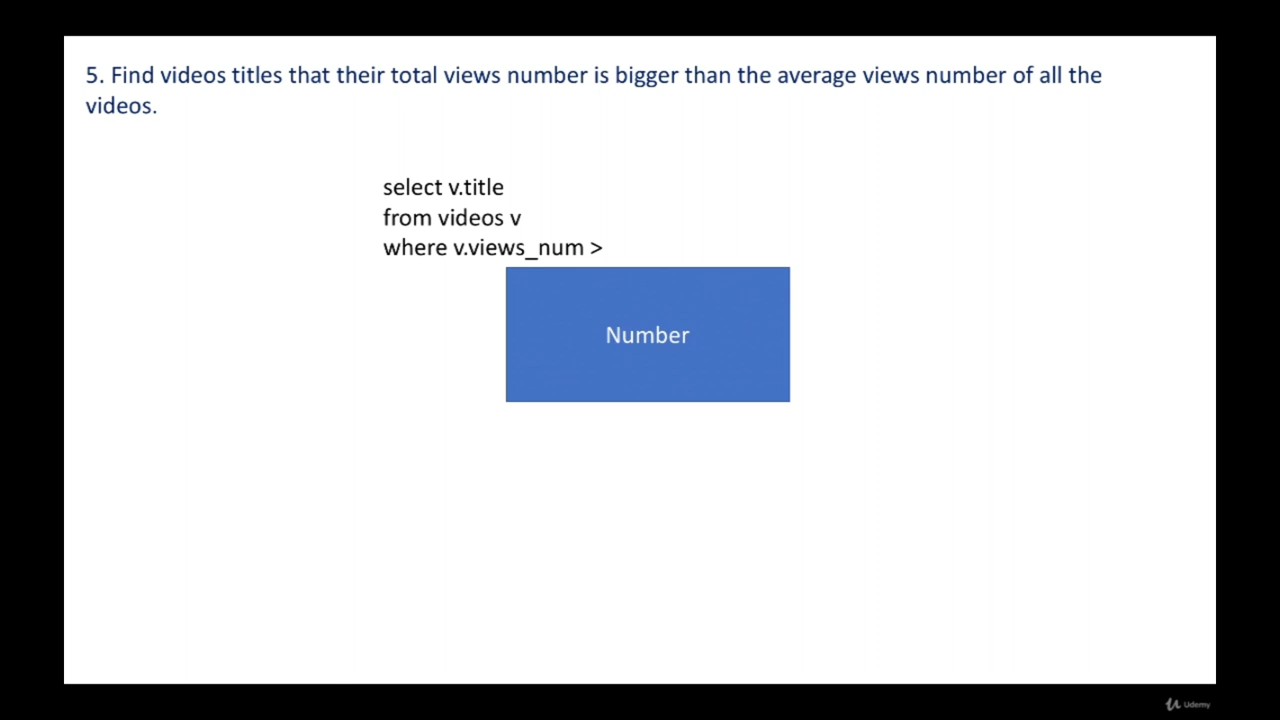 5. Find videos titles that their total views number is bigger than the average views number of all the
videos.
select v.title
from videos v
where v.views_num >
Number
Udemy